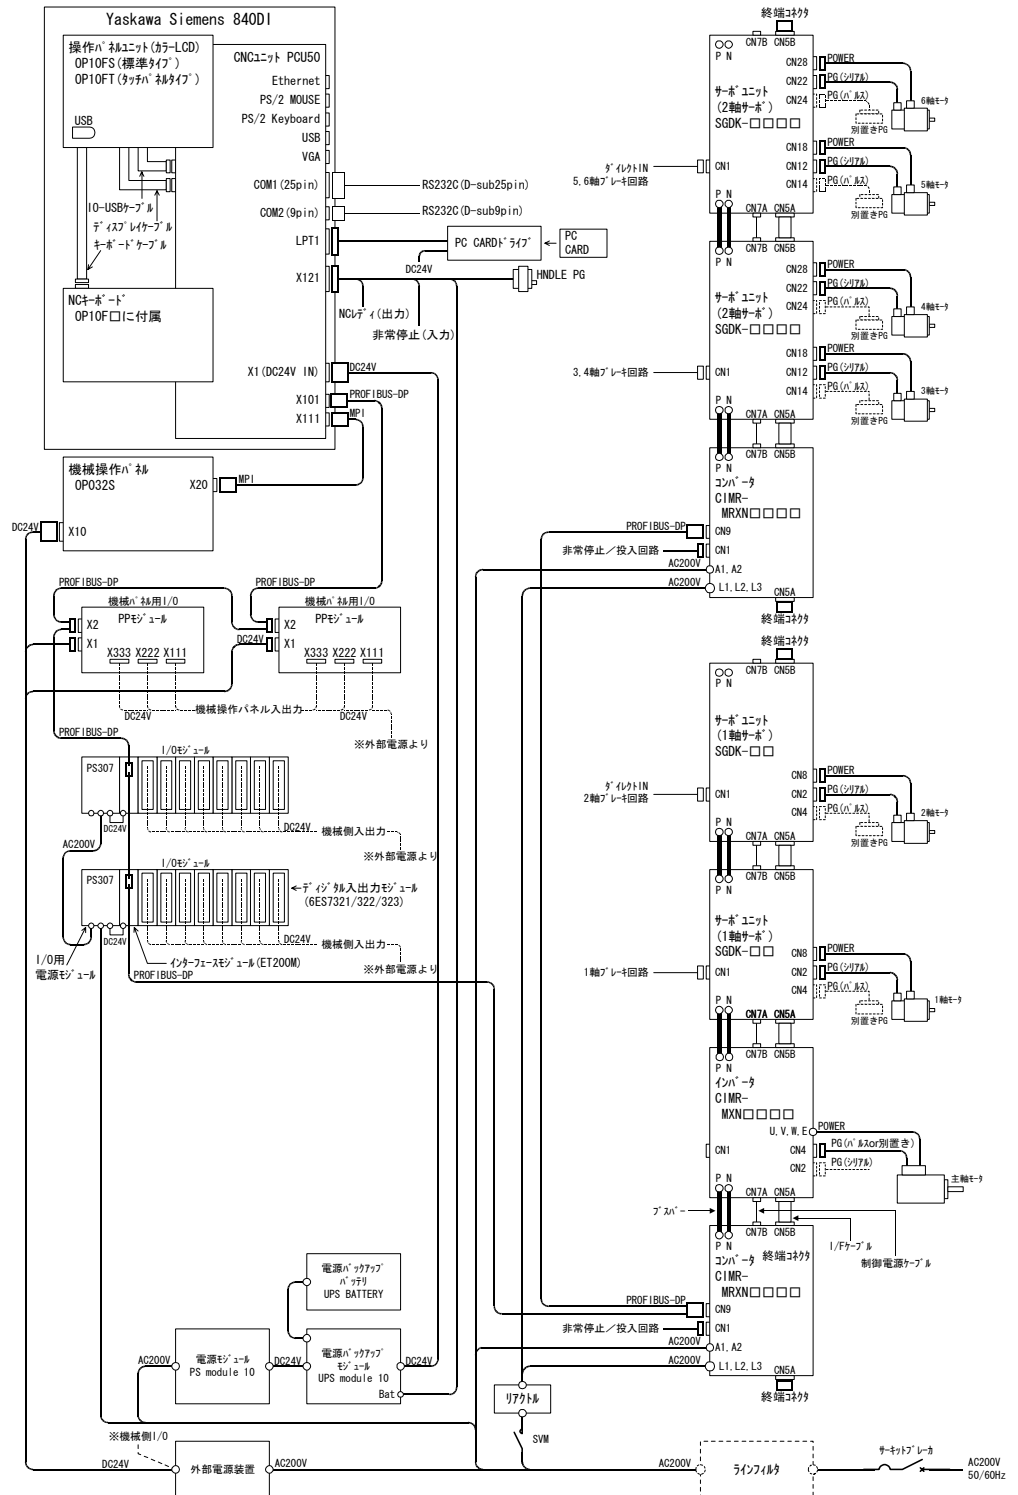 Yaskawa Siemens 840DI
操作パネルユニット(カラーLCD)
OP10FS(標準タイプ)
OP10FT(タッチパネルタイプ)
USB
CNCユニット PCU50
Ethernet
PS/2 MOUSE
PS/2 Keyboard
USB
VGA
COM1(25pin)
RS232C(D-sub25pin)
COM2(9pin)
RS232C(D-sub9pin)
LPT1
PC CARDドライブ
PC
CARD
DC24V
X121
HNDLE PG
IO-USBケーブル
ディスプレイケーブル
キーボードケーブル
NCキーボード
OP10F□に付属
NCレディ(出力)
非常停止(入力)
X1(DC24V IN)
DC24V
X101
PROFIBUS-DP
X111
MPI
機械操作パネル
OP032S
X20
MPI
DC24V
X10
PROFIBUS-DP
PROFIBUS-DP
機械パネル用I/O
機械パネル用I/O
X2
PPモジュール
X1
X333 X222 X111
DC24V
X2
PPモジュール
X1
X333 X222 X111
DC24V
機械操作パネル入出力
DC24V
※外部電源より
PROFIBUS-DP
I/Oモジュール
PS307
DC24V
DC24V
機械側入出力
※外部電源より
AC200V
I/Oモジュール
PS307
ディジタル入出力モジュール
(6ES7321/322/323)
DC24V
DC24V
機械側入出力
※外部電源より
I/O用
電源モジュール
インターフェースモジュール(ET200M)
PROFIBUS-DP
電源バックアップ
バッテリ
UPS BATTERY
AC200V
電源モジュール
PS module 10
DC24V
電源バックアップ
モジュール
UPS module 10
DC24V
Bat
※機械側I/O
DC24V
外部電源装置
AC200V
リアクトル
SVM
AC200V
ラインフィルタ
サーキットブレーカ
AC200V
50/60Hz
終端コネクタ
CN7B CN5B
P N
サーボユニット
(2軸サーボ)
SGDK-□□□□
CN28
POWER
CN22
PG(シリアル)
CN24
PG(パルス)
別置きPG
6軸モータ
CN18
POWER
CN12
PG(シリアル)
CN14
PG(パルス)
別置きPG
5軸モータ
ダイレクトIN
5,6軸ブレーキ回路
CN1
P N
CN7A CN5A
CN7B CN5B
P N
サーボユニット
(2軸サーボ)
SGDK-□□□□
CN28
POWER
CN22
PG(シリアル)
CN24
PG(パルス)
別置きPG
4軸モータ
CN18
POWER
CN12
PG(シリアル)
CN14
PG(パルス)
別置きPG
3軸モータ
3,4軸ブレーキ回路
CN1
P N
CN7A CN5A
CN7B CN5B
P N
コンバータ
CIMR-
MRXN□□□□
PROFIBUS-DP
CN9
非常停止/投入回路
CN1
AC200V
A1,A2
AC200V
L1,L2,L3
CN5A
終端コネクタ
終端コネクタ
CN7B CN5B
P N
サーボユニット
(1軸サーボ)
SGDK-□□
CN8
POWER
CN2
PG(シリアル)
CN4
PG(パルス)
別置きPG
2軸モータ
ダイレクトIN
2軸ブレーキ回路
CN1
P N
CN7A CN5A
CN7B CN5B
P N
サーボユニット
(1軸サーボ)
SGDK-□□
CN8
POWER
CN2
PG(シリアル)
CN4
PG(パルス)
別置きPG
1軸モータ
1軸ブレーキ回路
CN1
P N
CN7A CN5A
CN7B CN5B
P N
インバータ
CIMR-
MXN□□□□
U,V,W,E
POWER
CN1
CN4
PG(パルスor別置き)
CN2
PG(シリアル)
主軸モータ
CN7A CN5A
ブスバー
CN7B CN5B
I/Fケーブル
制御電源ケーブル
P N
コンバータ
終端コネクタ
CIMR-
MRXN□□□□
PROFIBUS-DP
CN9
非常停止/投入回路
CN1
AC200V
A1,A2
AC200V
L1,L2,L3
CN5A
終端コネクタ